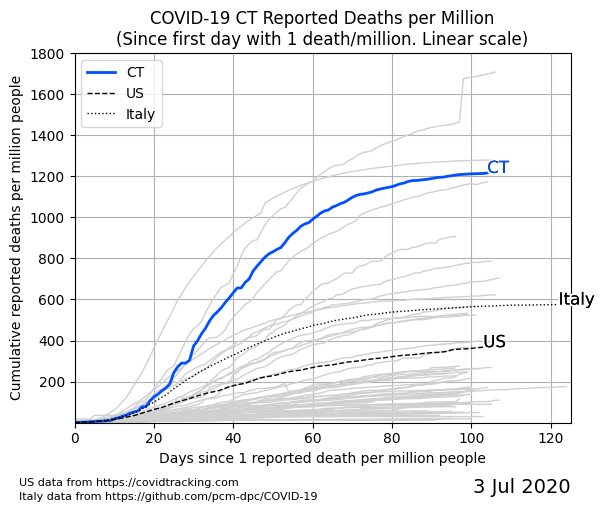 COVID-19 CT Reported Deaths per Million
(Since first day with 1 death/million. Linear scale)
Cumulative reported deaths per million people
1800
1600
1400
1200
1000
800
600
400
200
CT
US
Italy
CT
Italy
US
0 20 40 60 80 100 120
Days since 1 reported death per million people
US data from https://covidtracking.com
Italy data from https://github.com/pcm-dpc/COVID-19
3 Jul 2020